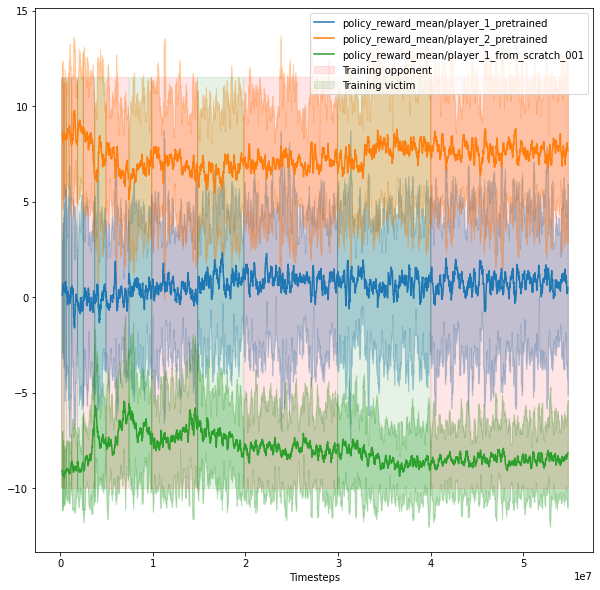 policy_reward_mean/player_1_pretrained
policy_reward_mean/player_2_pretrained
policy_reward_mean/player_1_from_scratch_001
Training opponent
Training victim
15
10
5
0
−5
−10
0 1 2 3 4 5
1e7
Timesteps